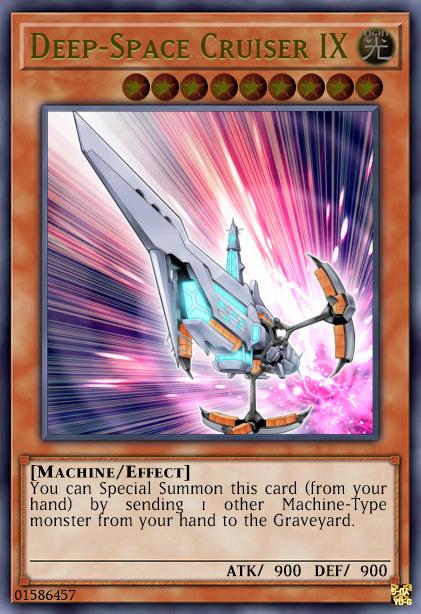 Deep-Space Cruiser IX
LIGHT
光
[Machine/Effect]
You can Special Summon this card (from your
hand) by sending 1 other Machine-Type
monster from your hand to the Graveyard.
ATK/ 900 DEF/ 900
01586457